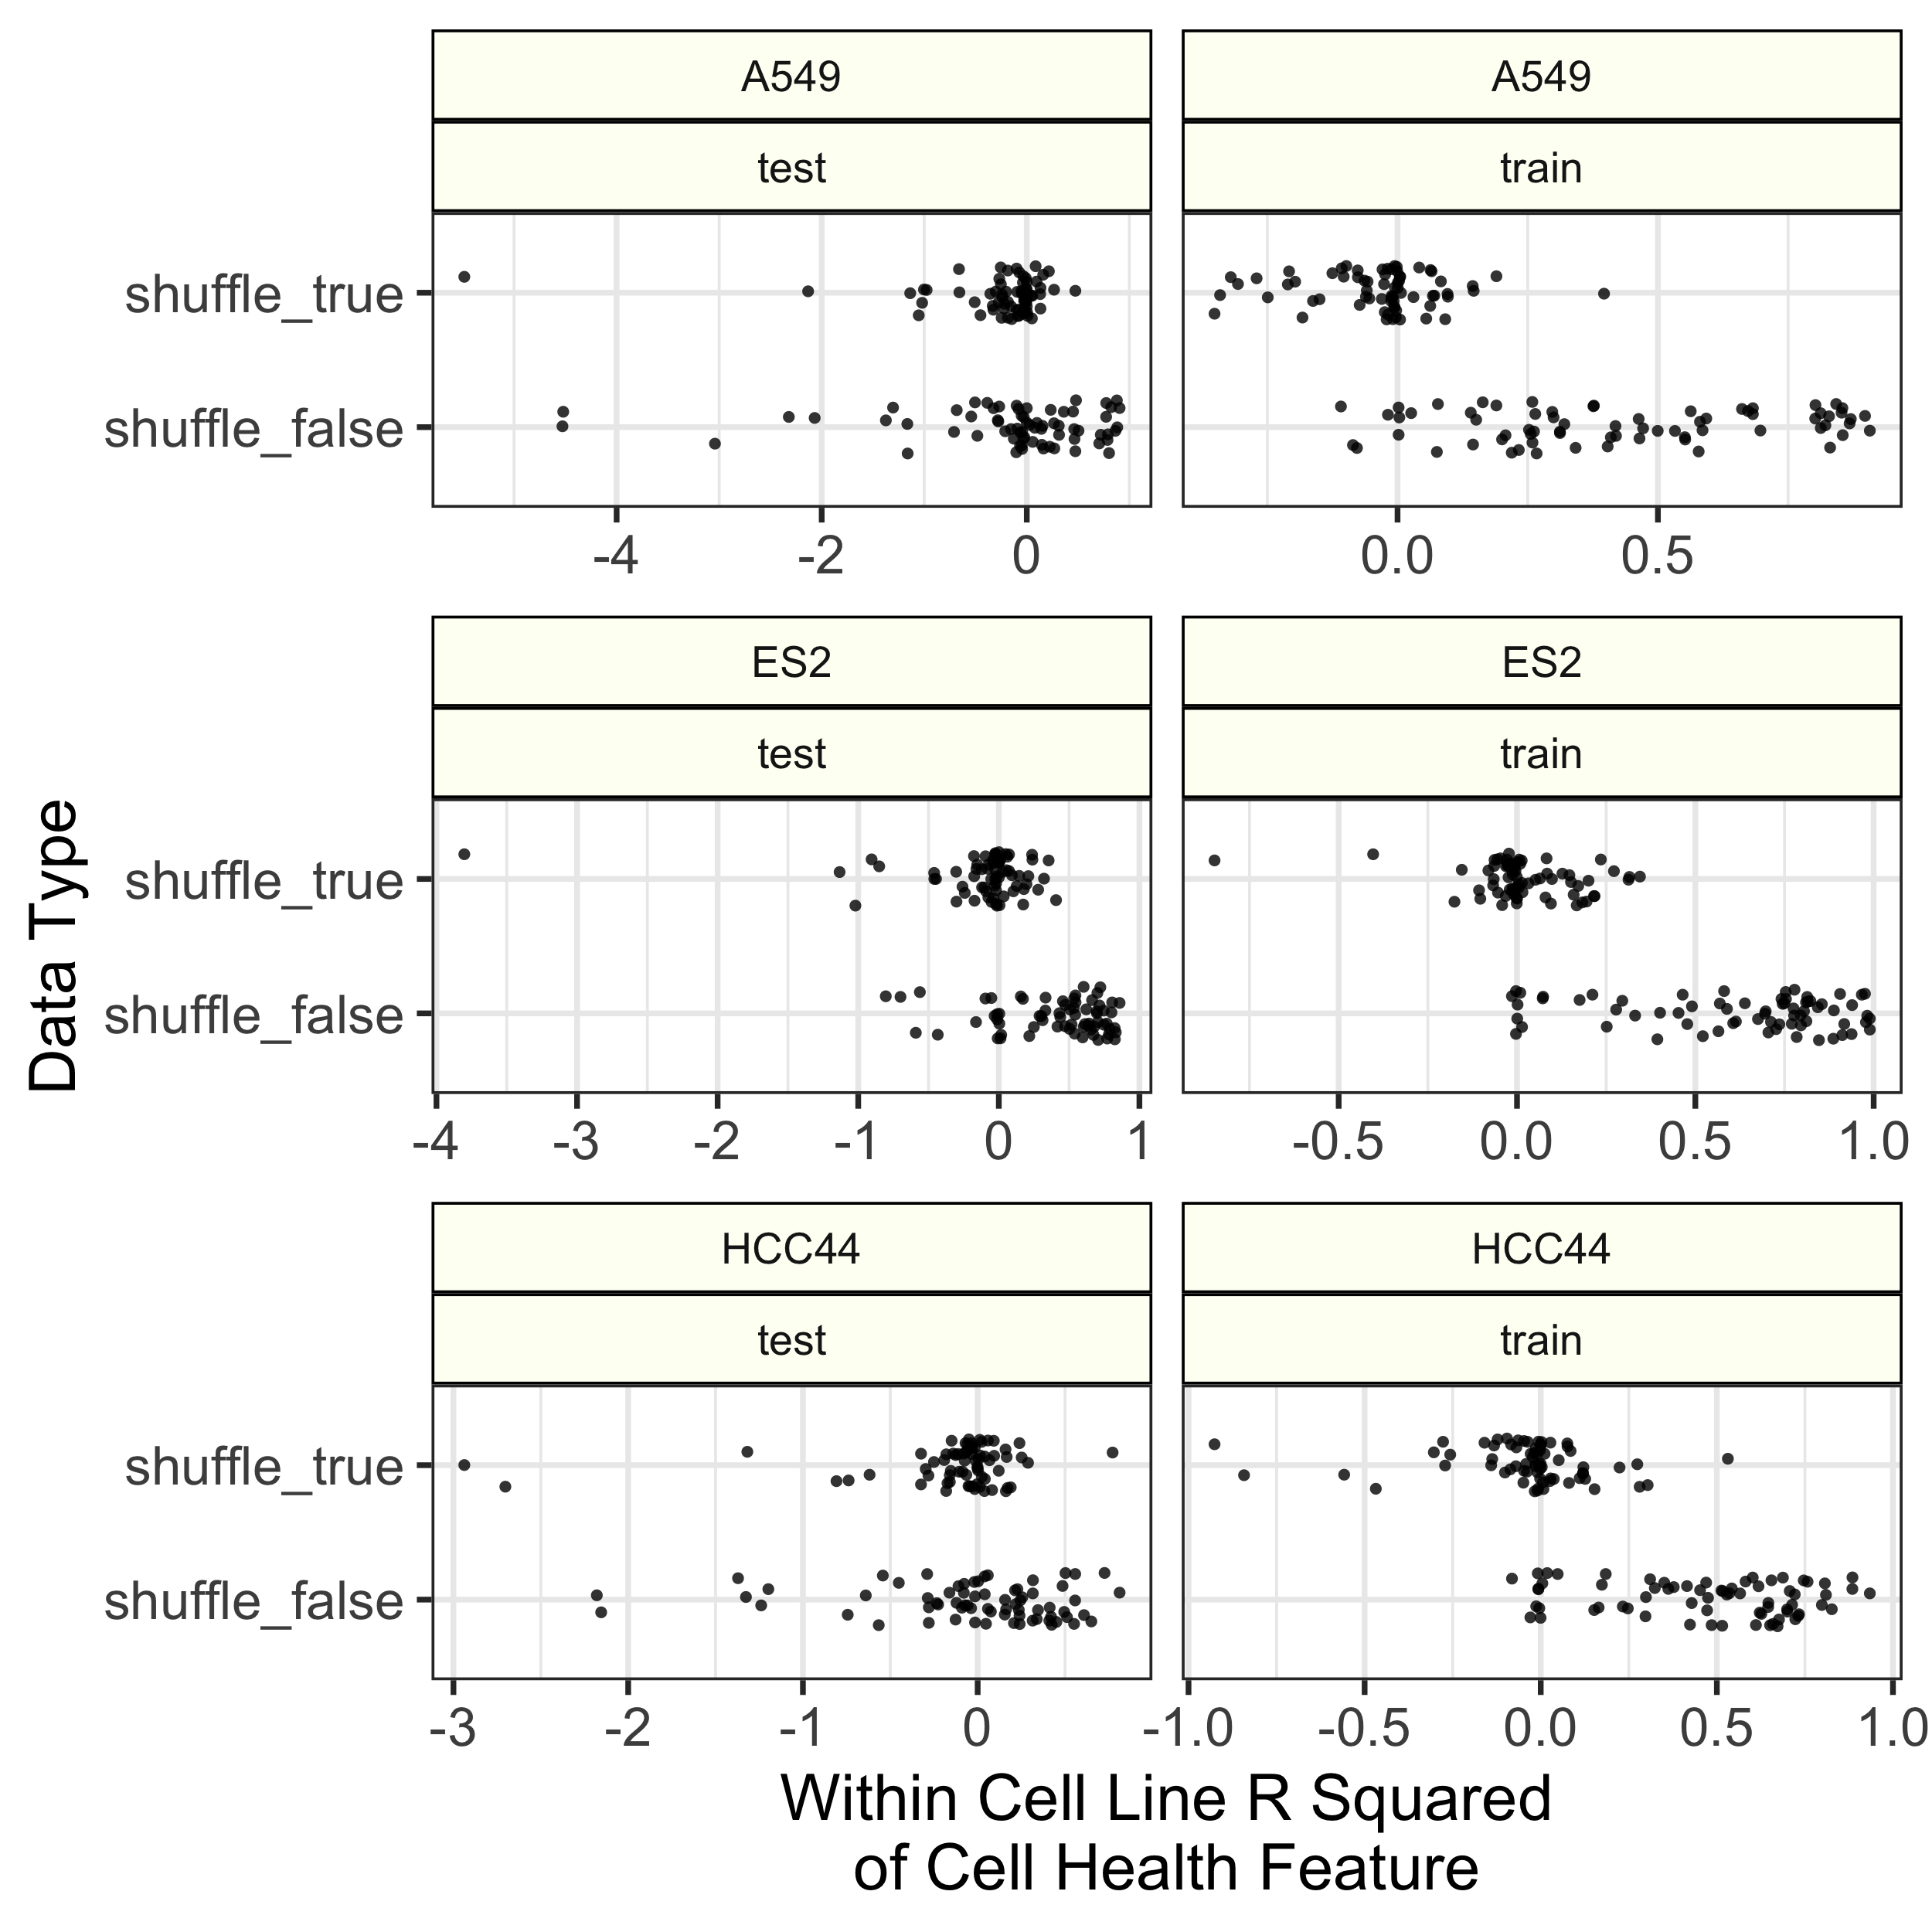 A549
A549
test
train
shuffle_true
shuffle_false
-4
-2
0
0.0
0.5
ES2
ES2
test
train
shuffle_true
shuffle_false
-4
-3
-2
-1
0
1
-0.5
0.0
0.5
1.0
Data Type
HCC44
HCC44
test
train
shuffle_true
shuffle_false
-3
-2
-1
0
-1.0
-0.5
0.0
0.5
1.0
Within Cell Line R Squared
of Cell Health Feature